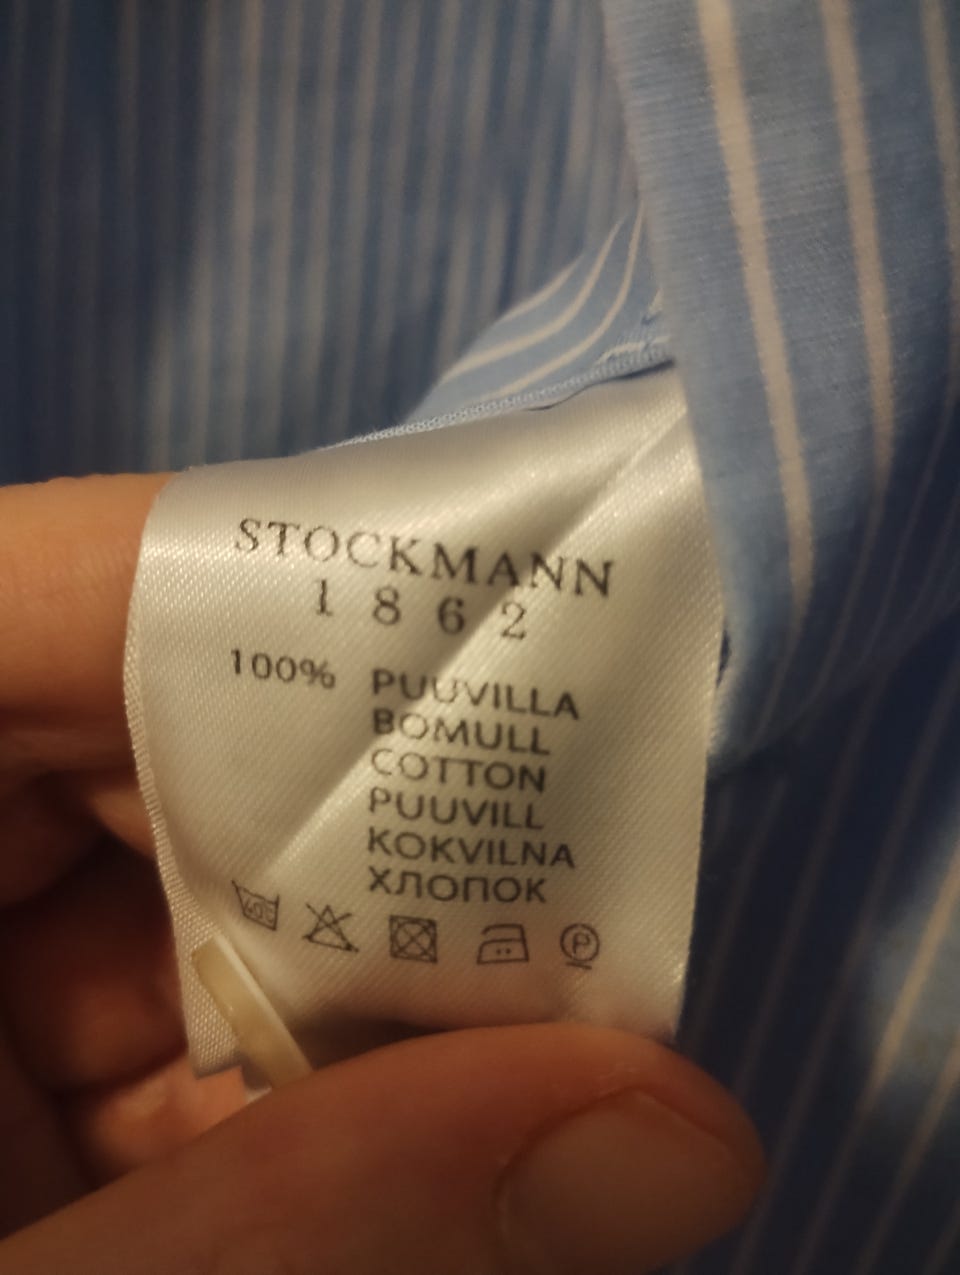 STOCKMANN
1 8 6 2
100% PUUVILLA
BOMULL
COTTON
PUUVILL
KOKVILNA
ХЛОПОК
P